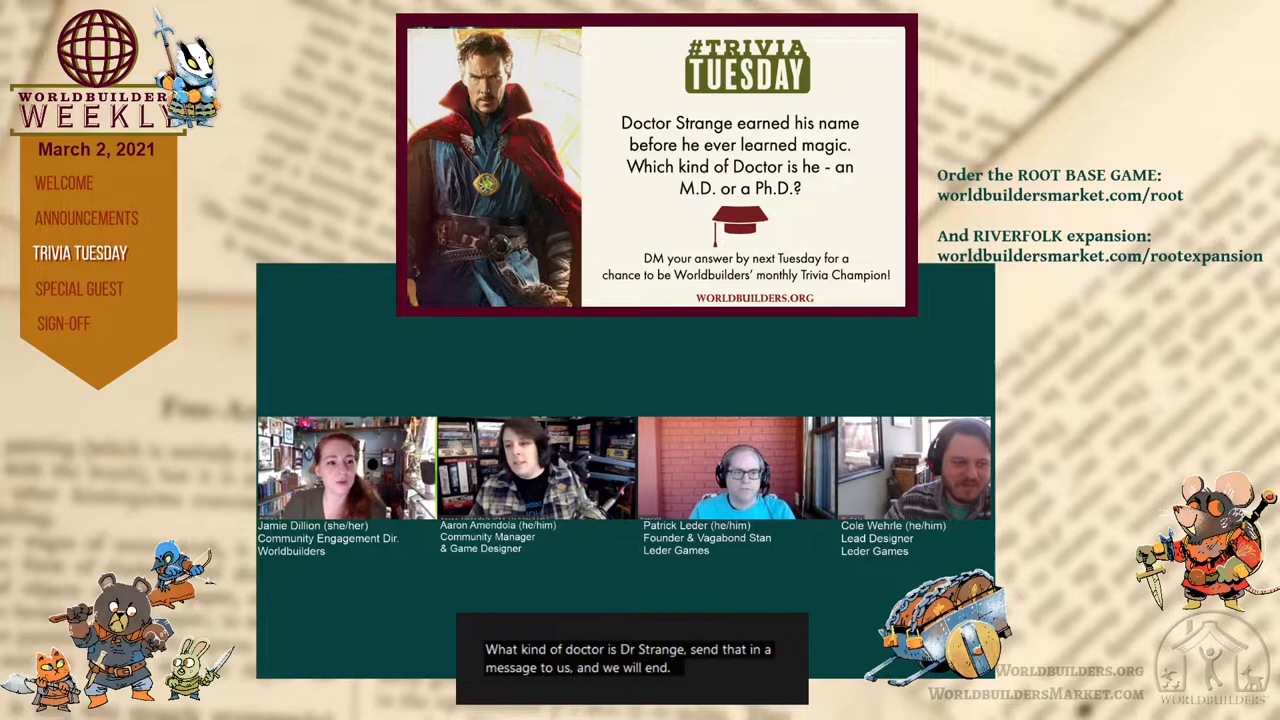 WORLDBUILDER
WEEKLY
March 2, 2021
WELCOME
ANNOUNCEMENTS
TRIVIA TUESDAY
SPECIAL GUEST
SIGN-OFF
#TRIVIA
TUESDAY
Doctor Strange earned his name
before he ever learned magic.
Which kind of Doctor is he - an
M.D. or a Ph.D.?
DM your answer by next Tuesday for a
chance to be Worldbuilders' monthly Trivia Champion!
WORLDBUILDERS.ORG
Order the ROOT BASE GAME:
worldbuildersmarket.com/root
And RIVERFOLK expansion:
worldbuildersmarket.com/rootexpansion
Jamie Dillion (she/her)
Community Engagement Dir.
Worldbuilders
Aaron Amendola (he/him)
Community Manager
& Game Designer
Patrick Leder (he/him)
Founder & Vagabond Stan
Leder Games
Cole Wehrle (he/him)
Lead Designer
Leder Games
What kind of doctor is Dr Strange, send that in a
message to us, and we will end.
WORLDBUILDERS.ORG
WORLDBUILDERSMARKET.COM
WORLDBUILDERS